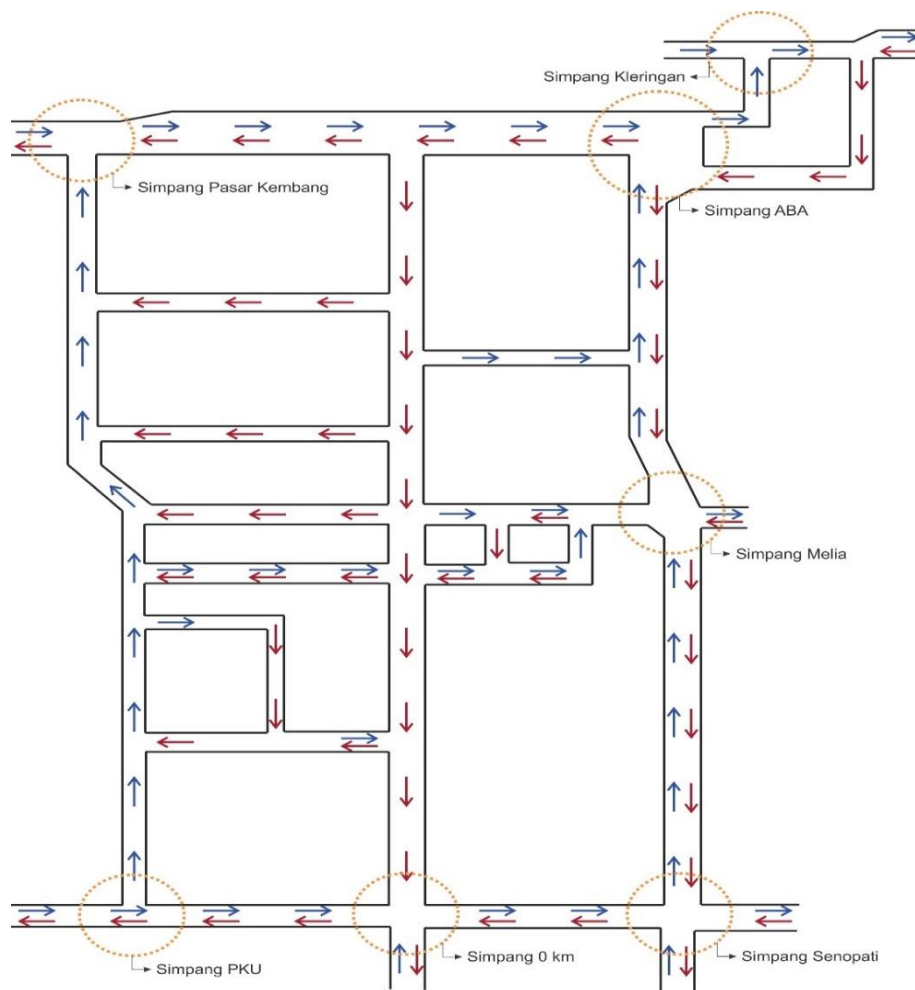 Simpang Kleringan
Simpang Pasar Kembang
Simpang ABA
Simpang Melia
Simpang PKU
Simpang 0 km
Simpang Senopati